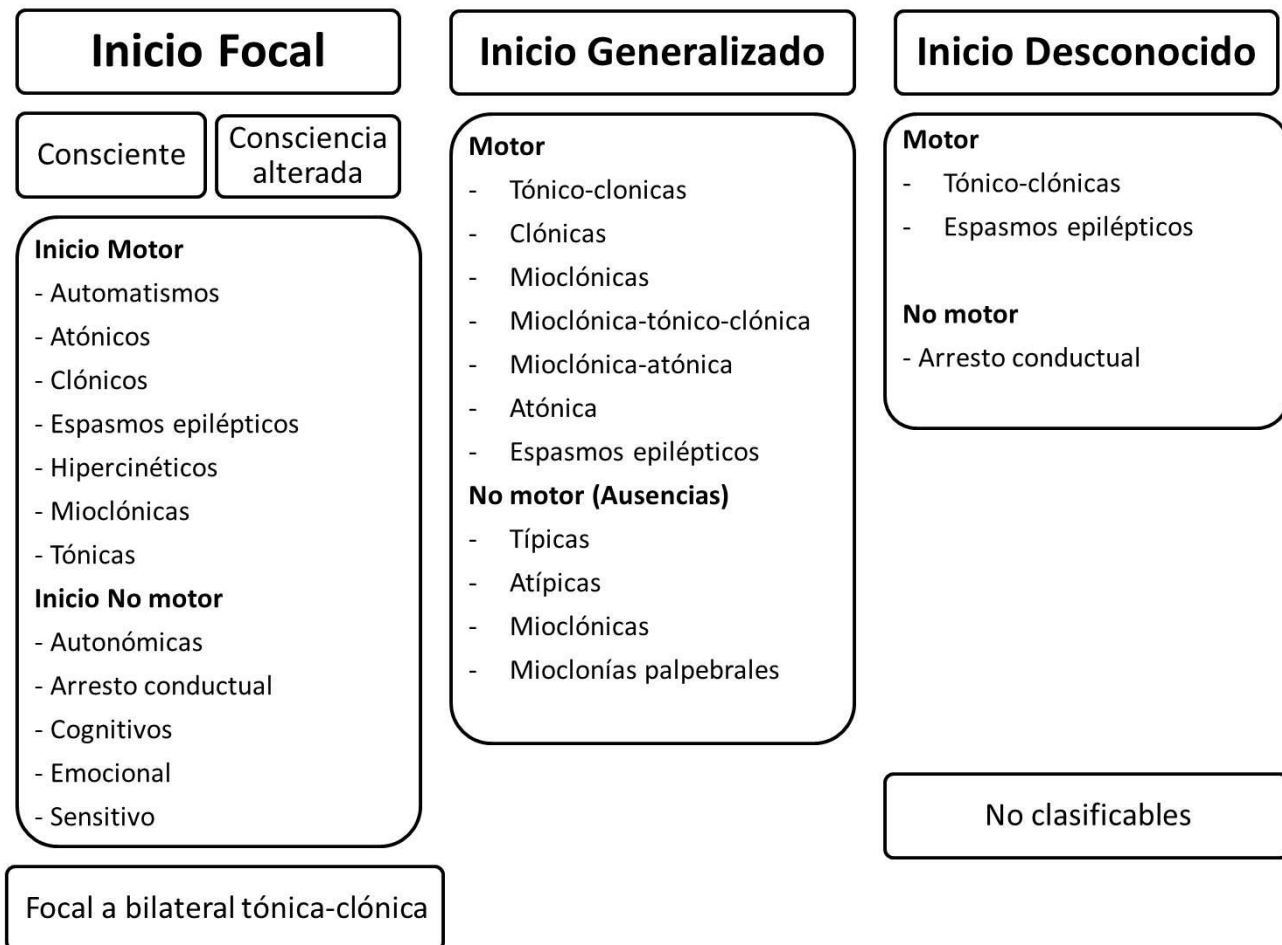 Inicio Focal
Consciente
Consciencia
alterada
Inicio Motor
- Automatismos
- Atónicos
- Clónicos
- Espasmos epilépticos
- Hipercinéticos
- Mioclónicas
- Tónicas
Inicio No motor
- Autonómicas
- Arresto conductual
- Cognitivos
- Emocional
- Sensitivo
Focal a bilateral tónica-clónica
Inicio Generalizado
Motor
- Tónico-clonicas
- Clónicas
- Mioclónicas
- Mioclónica-tónico-clónica
- Mioclónica-atónica
- Atónica
- Espasmos epilépticos
No motor (Ausencias)
- Típicas
- Atípicas
- Mioclónicas
- Mioclonías palpebrales
Inicio Desconocido
Motor
- Tónico-clónicas
- Espasmos epilépticos
No motor
- Arresto conductual
No clasificables